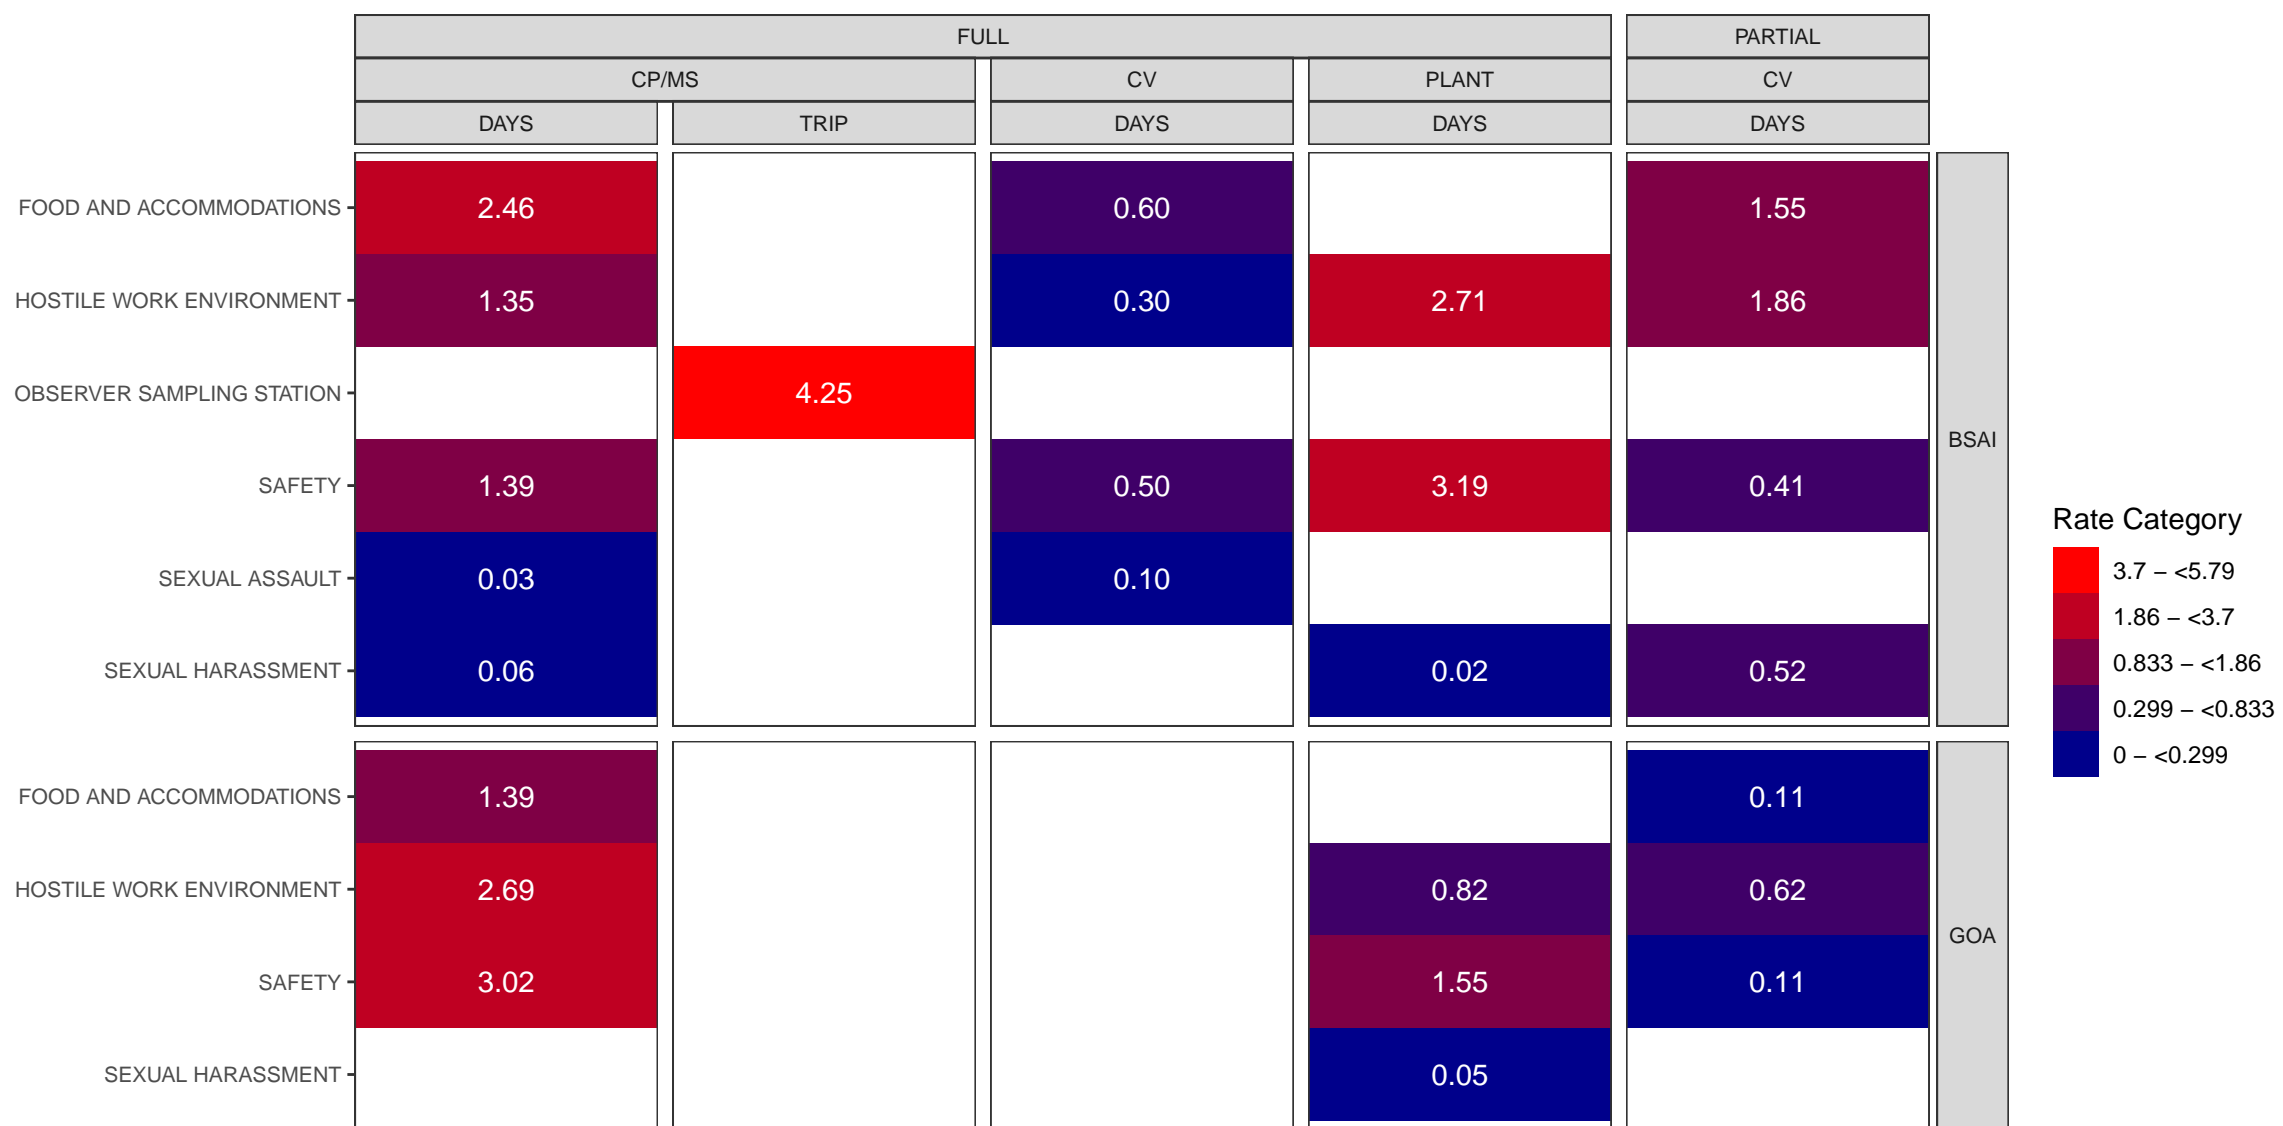 FULL PARTIAL
CP/MS CV PLANT CV
DAYS TRIP DAYS DAYS DAYS
FOOD AND ACCOMMODATIONS 2.46 0.60 1.55
HOSTILE WORK ENVIRONMENT 1.35 0.30 2.71 1.86
OBSERVER SAMPLING STATION 4.25
SAFETY 1.39 0.50 3.19 0.41
SEXUAL ASSAULT 0.03 0.10
SEXUAL HARASSMENT 0.06 0.02 0.52
BSAI
FOOD AND ACCOMMODATIONS 1.39 0.11
HOSTILE WORK ENVIRONMENT 2.69 0.82 0.62
SAFETY 3.02 1.55 0.11
SEXUAL HARASSMENT 0.05
GOA
Rate Category
3.7 – <5.79
1.86 – <3.7
0.833 – <1.86
0.299 – <0.833
0 – <0.299